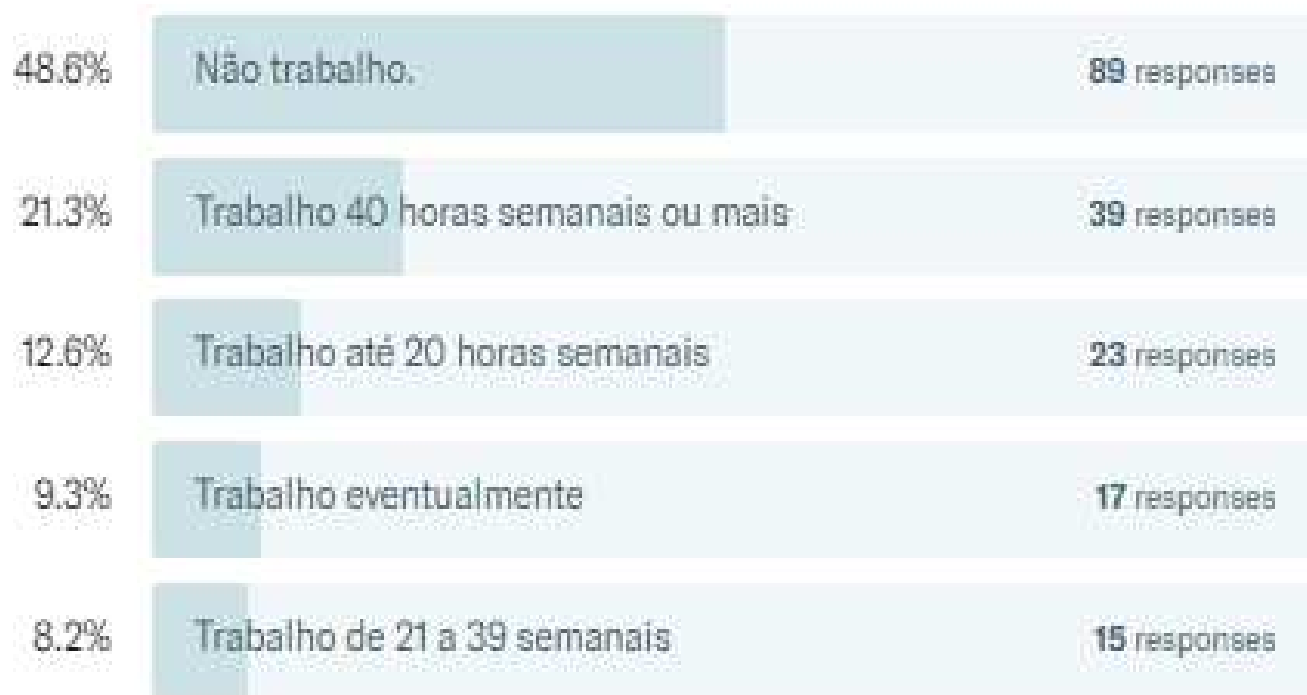 48.6% Não trabalho. 89 responses
21.3% Trabalho 40 horas semanais ou mais 39 responses
12.6% Trabalho até 20 horas semanais 23 responses
9.3% Trabalho eventualmente 17 responses
8.2% Trabalho de 21 a 39 semanais 15 responses